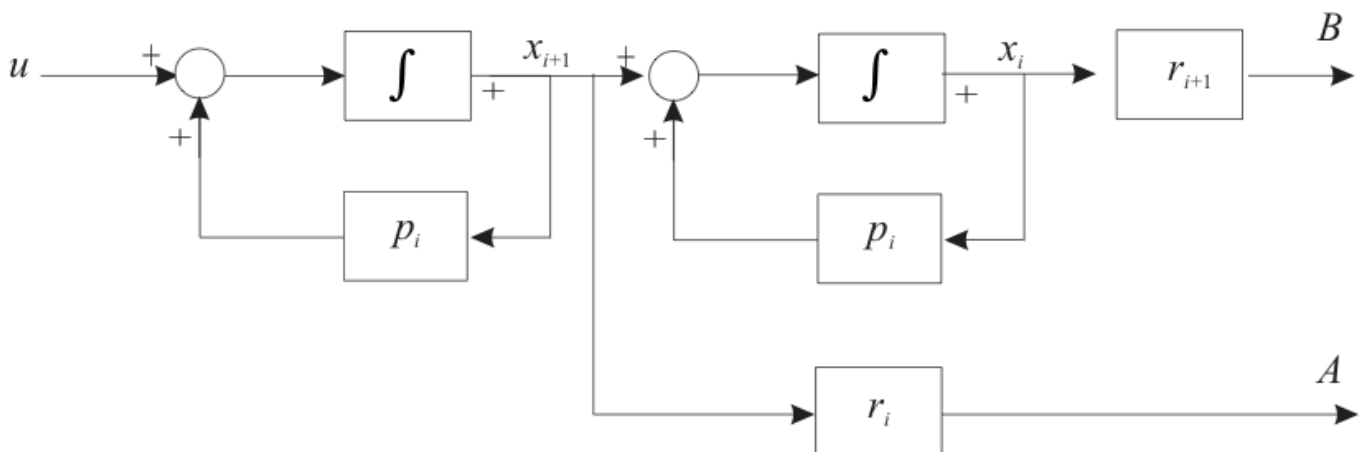 u + ∫ x_{i+1} + + ∫ x_i + r_{i+1} B
+ p_i + p_i
r_i A